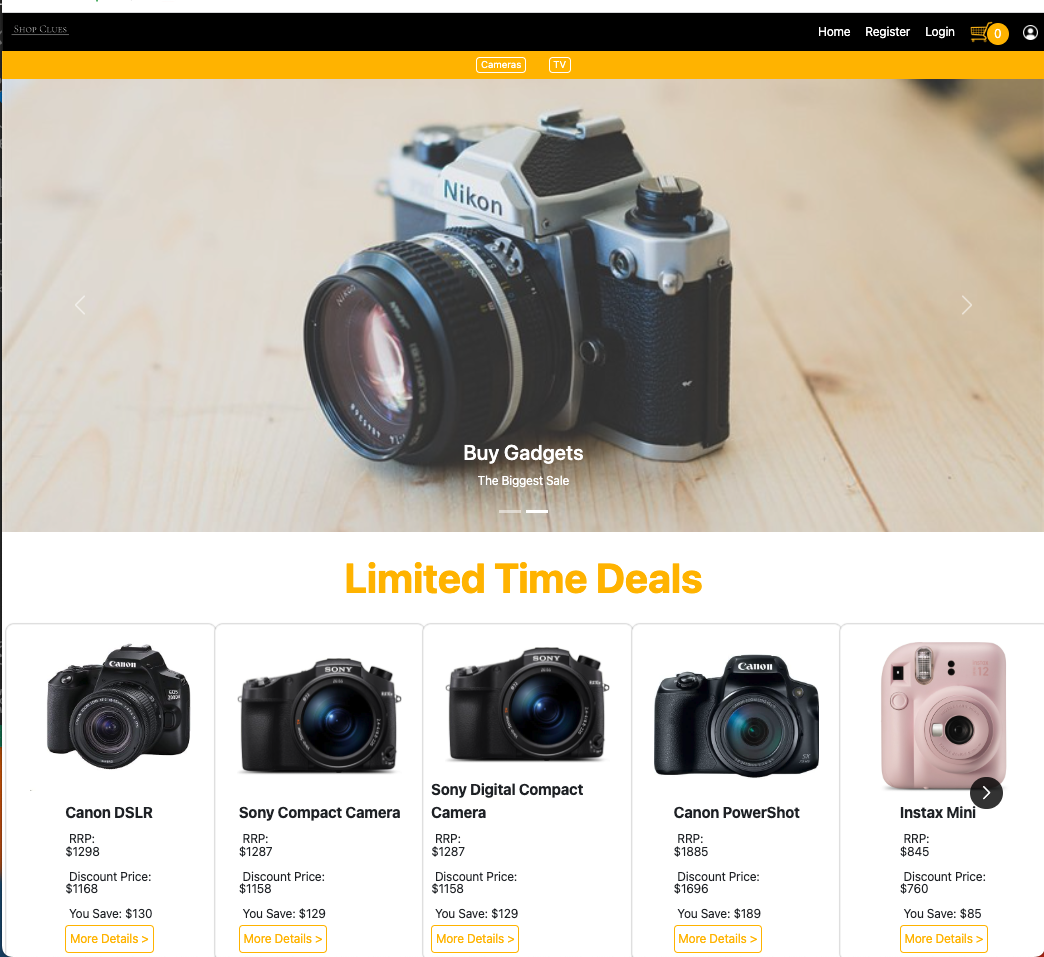 Shop Clues
Home Register Login 0
Cameras TV
Nikon
Buy Gadgets
The Biggest Sale
Limited Time Deals
Canon
SONY
SONY
Canon
Canon DSLR
RRP:
$1298
Discount Price:
$1168
You Save: $130
More Details >
Sony Compact Camera
RRP:
$1287
Discount Price:
$1158
You Save: $129
More Details >
Sony Digital Compact
Camera
RRP:
$1287
Discount Price:
$1158
You Save: $129
More Details >
Canon PowerShot
RRP:
$1885
Discount Price:
$1696
You Save: $189
More Details >
Instax Mini
RRP:
$845
Discount Price:
$760
You Save: $85
More Details >